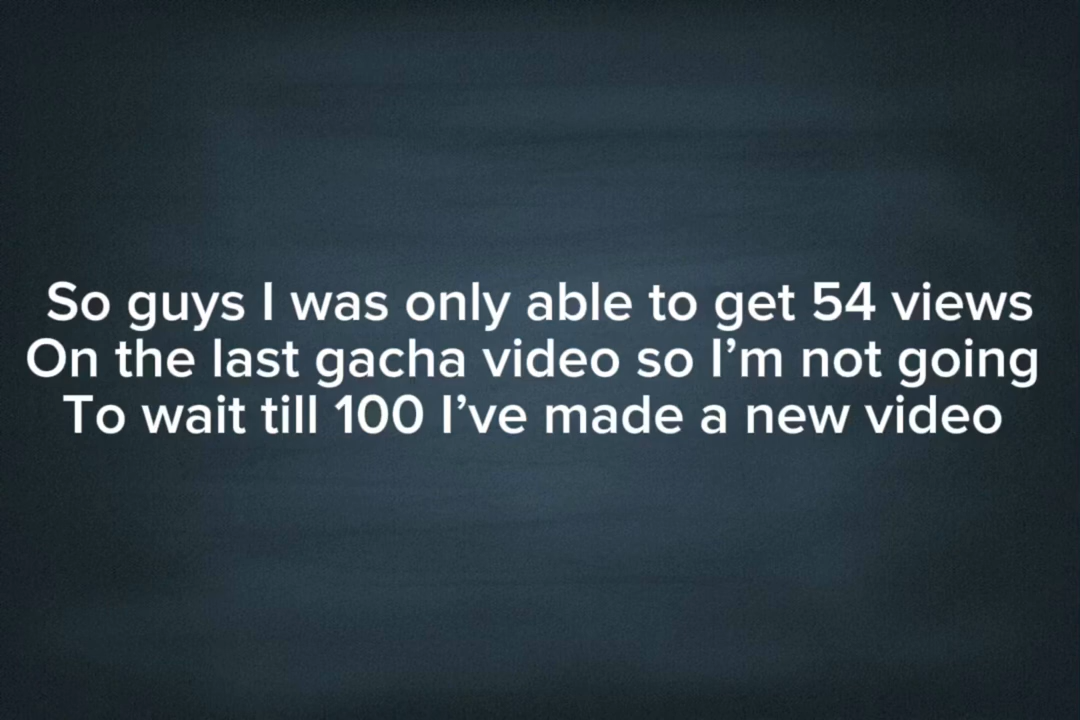 So guys I was only able to get 54 views
On the last gacha video so I’m not going
To wait till 100 I’ve made a new video